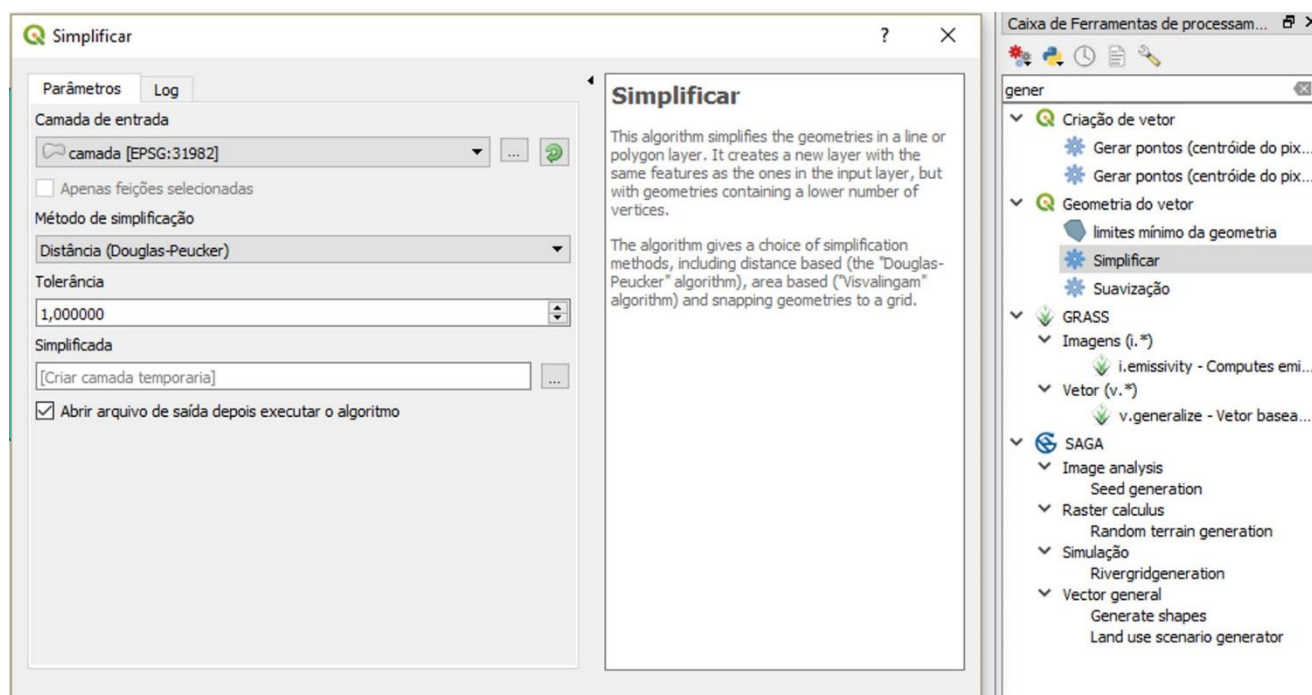 Simplificar
?
Parâmetros
Log
Camada de entrada
camada [EPSG:31982]
...
Apenas feições selecionadas
Método de simplificação
Distância (Douglas-Peucker)
Tolerância
1,000000
Simplificada
[Criar camada temporaria]
...
Abrir arquivo de saída depois executar o algoritmo
Simplificar
This algorithm simplifies the geometries in a line or
polygon layer. It creates a new layer with the
same features as the ones in the input layer, but
with geometries containing a lower number of
vertices.
The algorithm gives a choice of simplification
methods, including distance based (the "Douglas-
Peucker" algorithm), area based ("Visvalingam"
algorithm) and snapping geometries to a grid.
Caixa de Ferramentas de processam...
gener
Criação de vetor
Gerar pontos (centróide do pix...
Gerar pontos (centróide do pix...
Geometria do vetor
limites mínimo da geometria
Simplificar
Suavização
GRASS
Imagens (i.*)
i.emissivity - Computes emi...
Vetor (v.*)
v.generalize - Vetor basea...
SAGA
Image analysis
Seed generation
Raster calculus
Random terrain generation
Simulação
Rivergridgeneration
Vector general
Generate shapes
Land use scenario generator